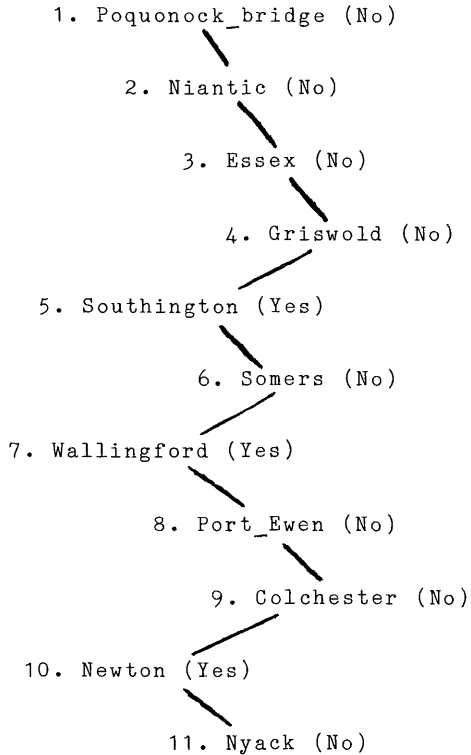 1. Poquonock_bridge (No)
2. Niantic (No)
3. Essex (No)
4. Griswold (No)
5. Southington (Yes)
6. Somers (No)
7. Wallingford (Yes)
8. Port_Ewen (No)
9. Colchester (No)
10. Newton (Yes)
11. Nyack (No)